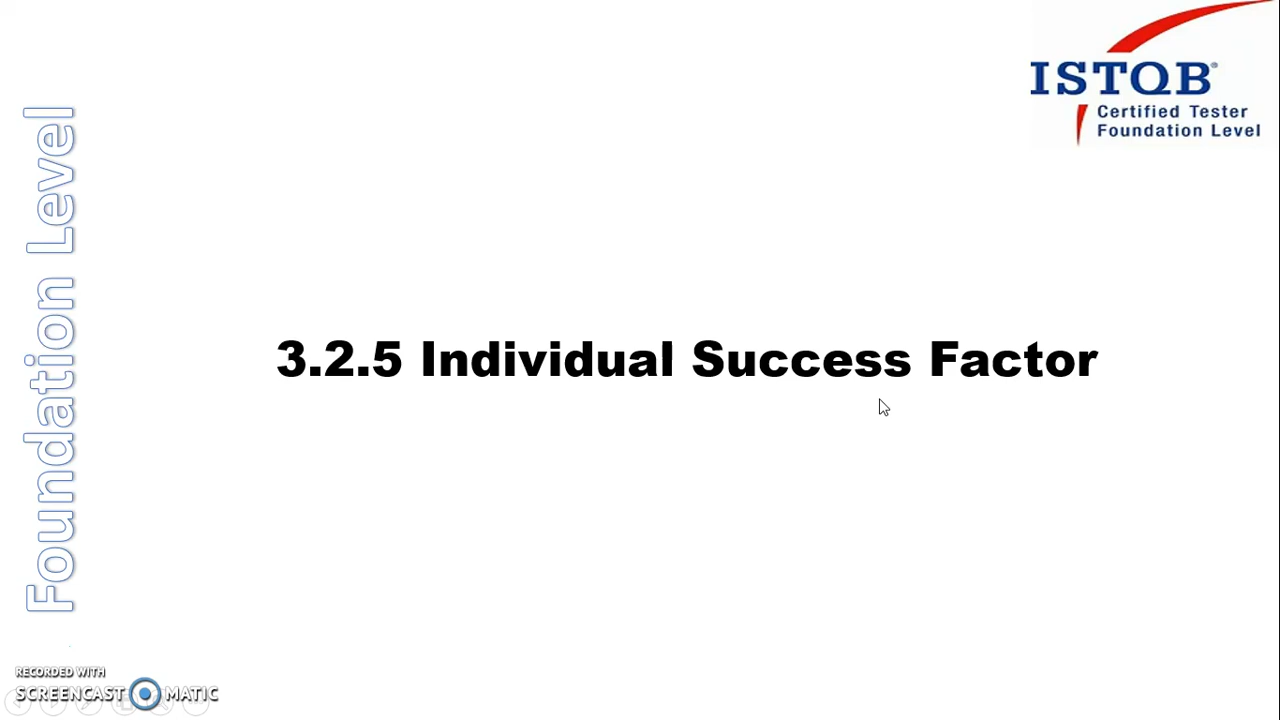 ISTQB®
Certified Tester
Foundation Level
Foundation Level
3.2.5 Individual Success Factor
RECORDED WITH
SCREENCAST MATIC